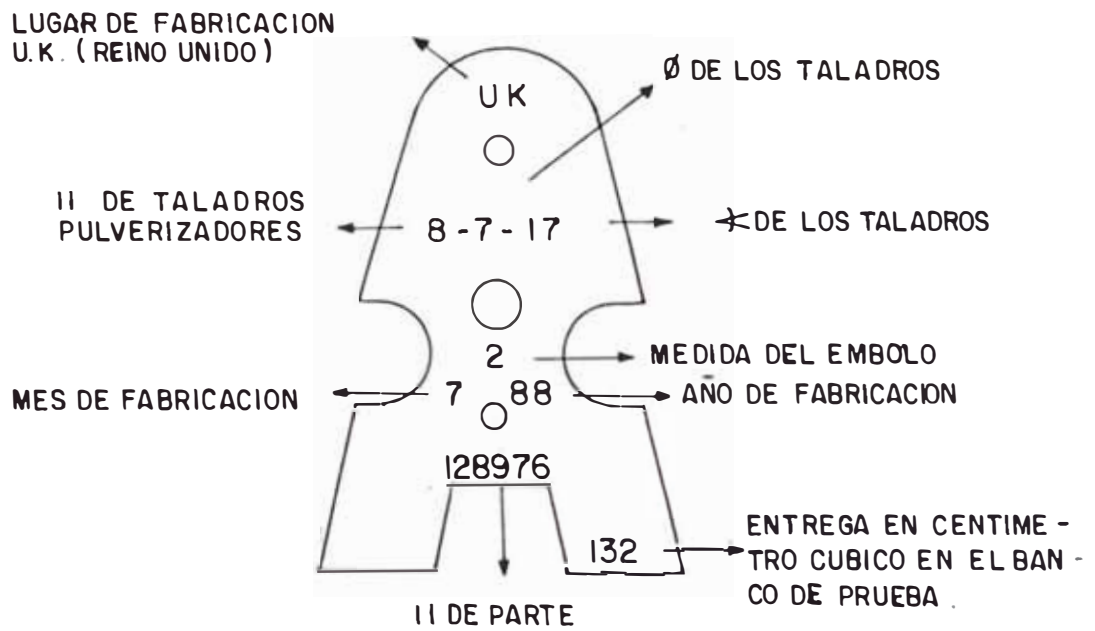 LUGAR DE FABRICACION
U.K. (REINO UNIDO)
UK
Ø DE LOS TALADROS
II DE TALADROS
PULVERIZADORES
8-7-17
∢ DE LOS TALADROS
2
MEDIDA DEL EMBOLO
MES DE FABRICACION
7 88
AÑO DE FABRICACION
128976
132
ENTREGA EN CENTIME-
TRO CUBICO EN EL BAN-
CO DE PRUEBA.
II DE PARTE